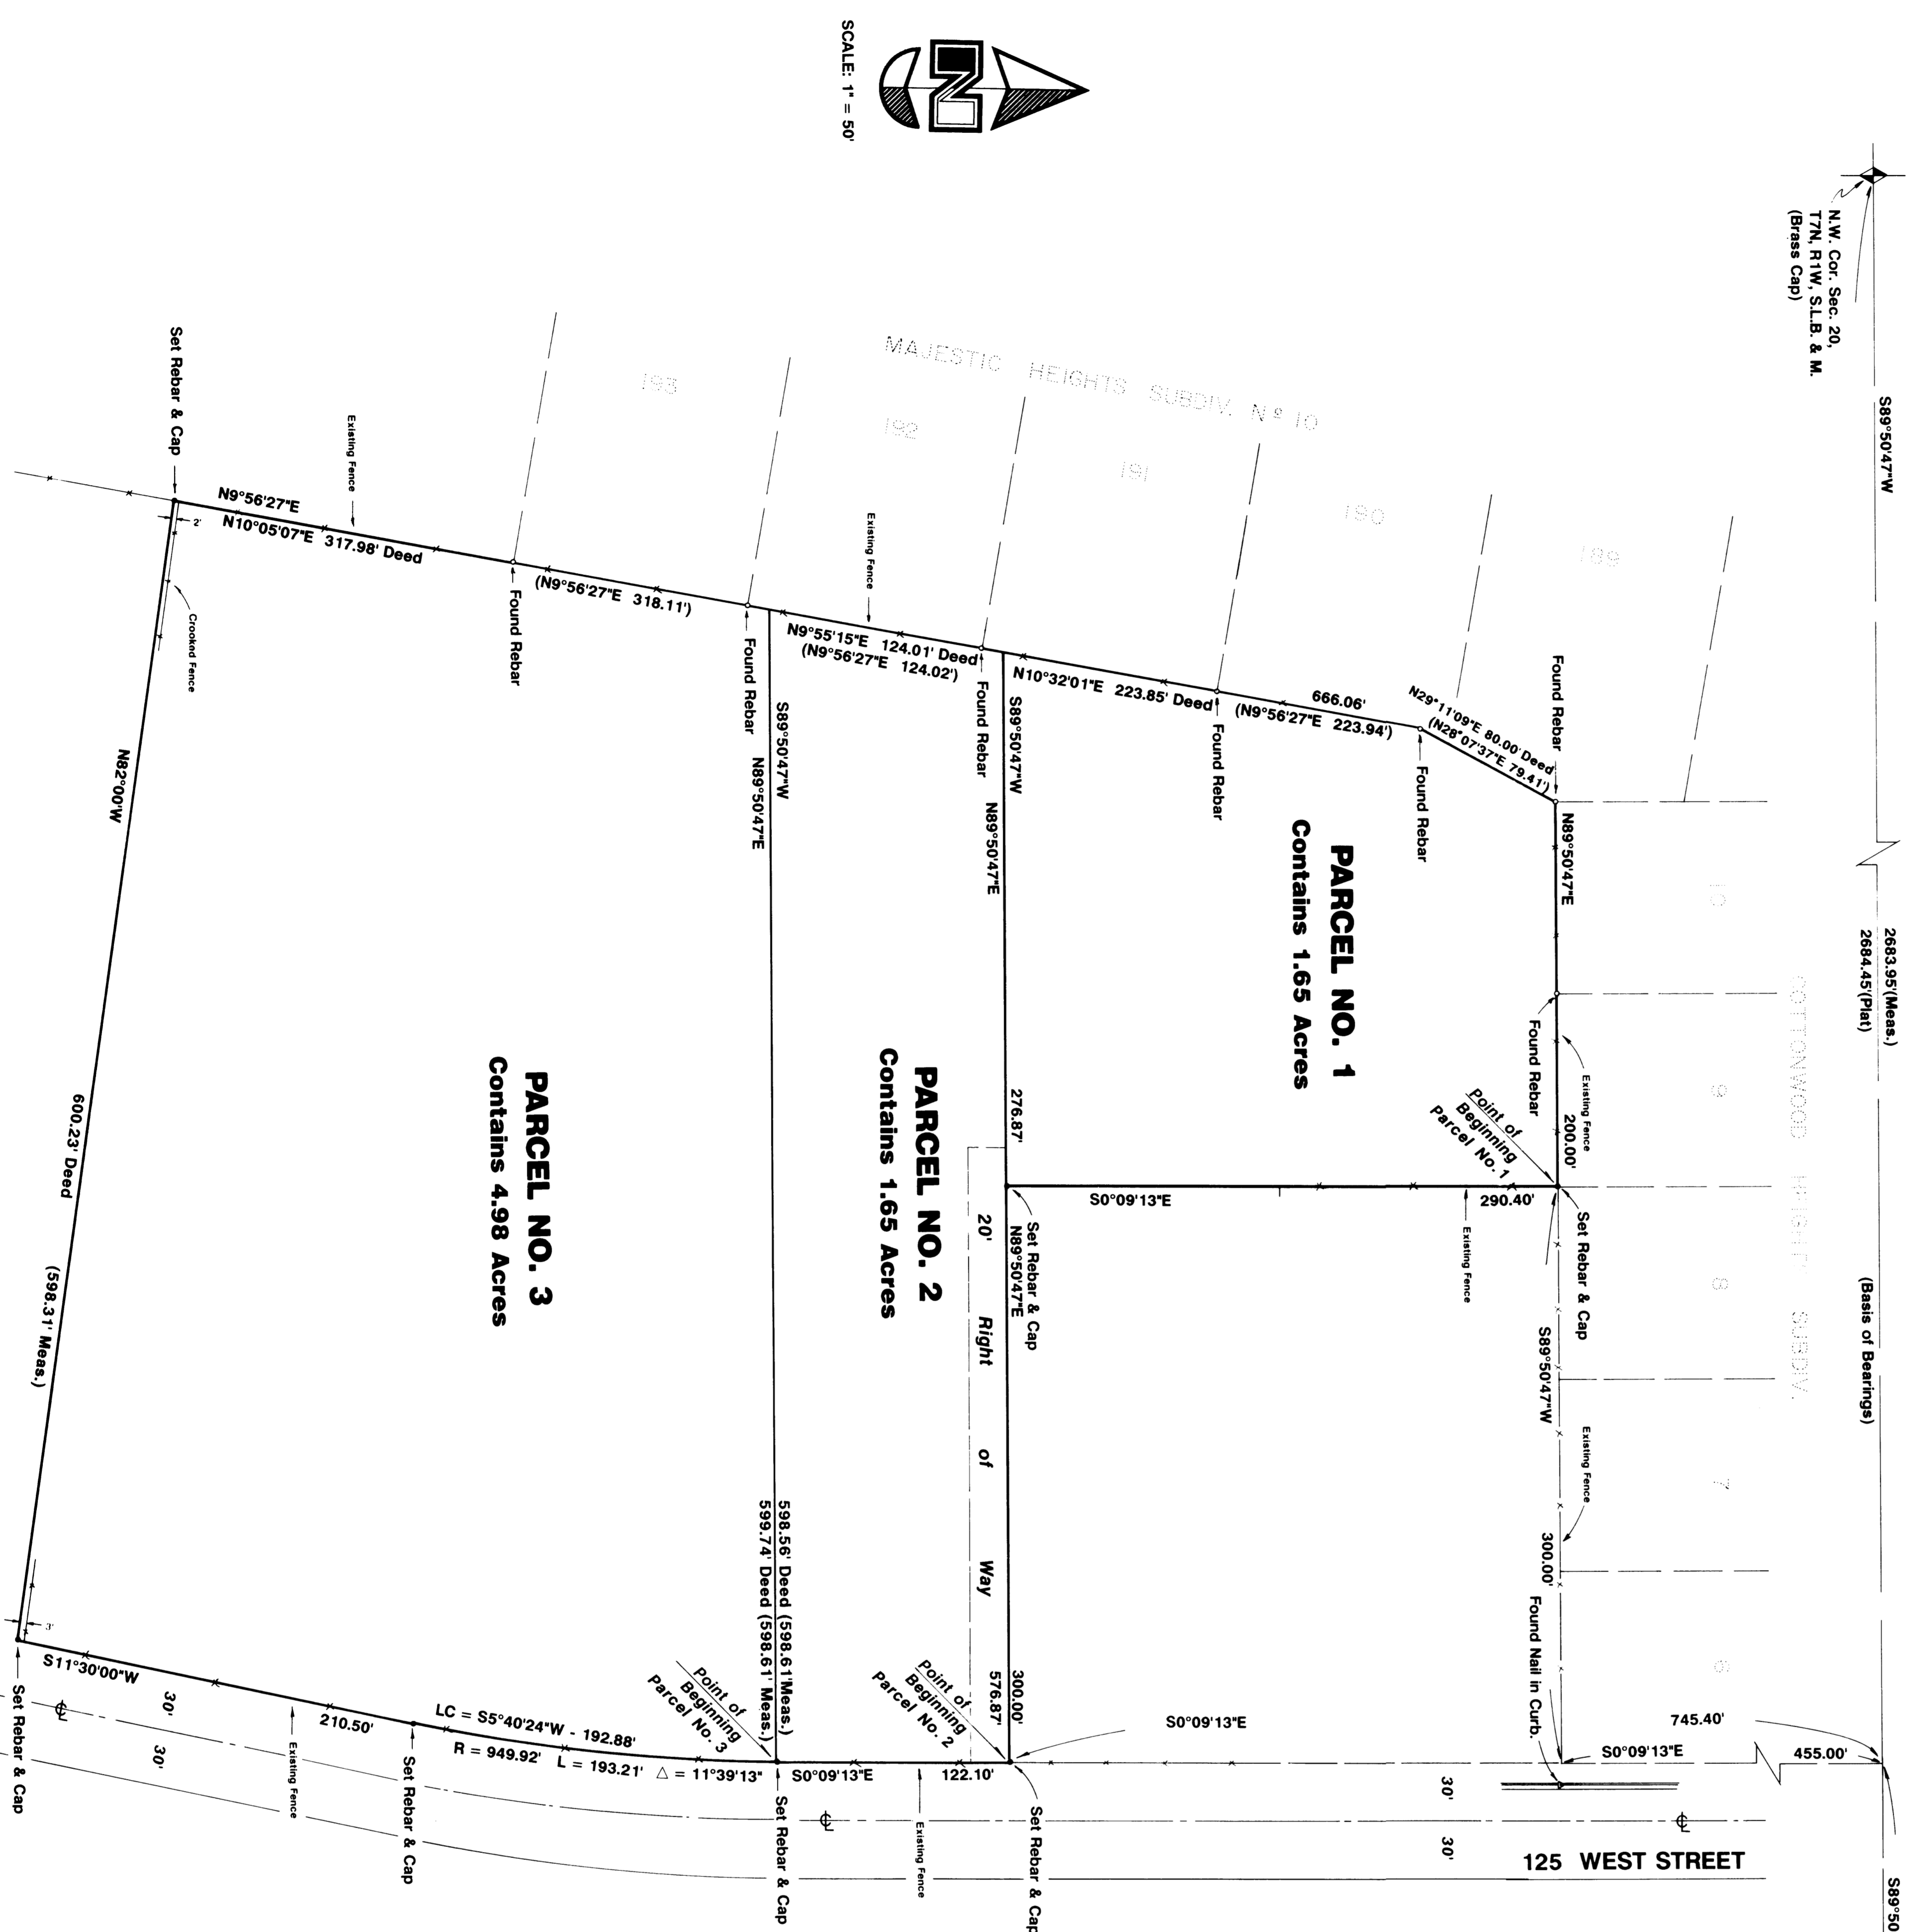 SCALE: 1" = 50'
N
N.W. Cor. Sec. 20,
T7N, R1W, S.L.B. & M.
(Brass Cap)
S89°50'47"W
2683.95'(Meas.)
2684.45'(Plat)
(Basis of Bearings)
S89°50
MAJESTIC HEIGHTS SUBDIV. Nº 10
193
192
191
190
189
COTTONWOOD HEIGHT SUBDIV.
10
9
8
7
6
Found Rebar
N29°11'09"E 80.00' Deed
(N28°07'37"E 79.41')
N89°50'47"E
Found Rebar
Existing Fence
200.00'
Point of
Beginning
Parcel No. 1
Set Rebar & Cap
S89°50'47"W
Existing Fence
300.00'
Found Nail in Curb.
S0°09'13"E
745.40'
455.00'
PARCEL NO. 1
Contains 1.65 Acres
S0°09'13"E
290.40'
Existing Fence
Found Rebar
666.06'
N10°32'01"E 223.85' Deed
(N9°56'27"E 223.94')
Found Rebar
Found Rebar
S89°50'47"W
N89°50'47"E
276.87'
Set Rebar & Cap
N89°50'47"E
300.00'
576.87'
Point of
Beginning
Parcel No. 2
S0°09'13"E
Set Rebar & Cap
20' Right of Way
PARCEL NO. 2
Contains 1.65 Acres
Existing Fence
N9°55'15"E 124.01' Deed
(N9°56'27"E 124.02')
Found Rebar
S89°50'47"W
N89°50'47"E
598.56' Deed (598.61'Meas.)
599.74' Deed (598.61' Meas.)
S0°09'13"E
122.10'
Existing Fence
Point of
Beginning
Parcel No. 3
Set Rebar & Cap
PARCEL NO. 3
Contains 4.98 Acres
Found Rebar
(N9°56'27"E 318.11')
N9°56'27"E
N10°05'07"E 317.98' Deed
Existing Fence
Set Rebar & Cap
2'
Crooked Fence
N82°00'W
600.23' Deed
(598.31' Meas.)
3'
LC = S5°40'24"W - 192.88'
R = 949.92' L = 193.21' △ = 11°39'13"
Set Rebar & Cap
210.50'
Existing Fence
S11°30'00"W
Set Rebar & Cap
30'
30'
30'
30'
125 WEST STREET